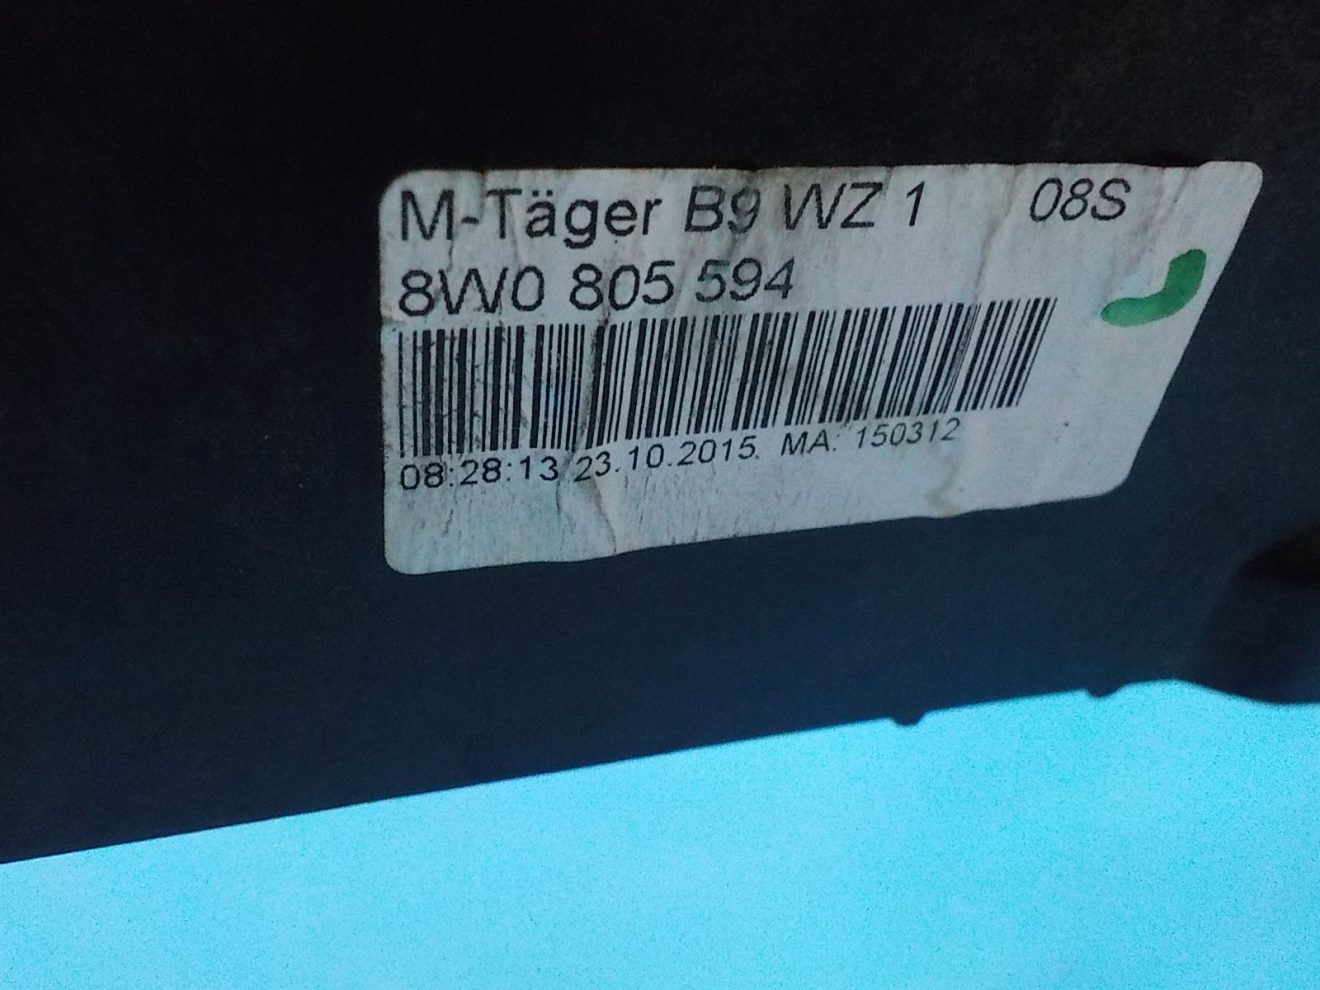 M-Täger B9 WZ 1 08S
8W0 805 594
08:28:13 23.10.2015. MA: 150312